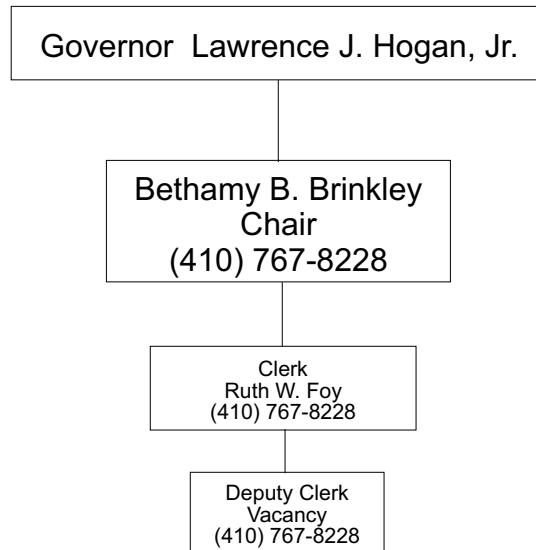 Governor  Lawrence J. Hogan, Jr.
Bethamy B. Brinkley
Chair
(410) 767-8228
Clerk
Ruth W. Foy
(410) 767-8228
Deputy Clerk
Vacancy
(410) 767-8228